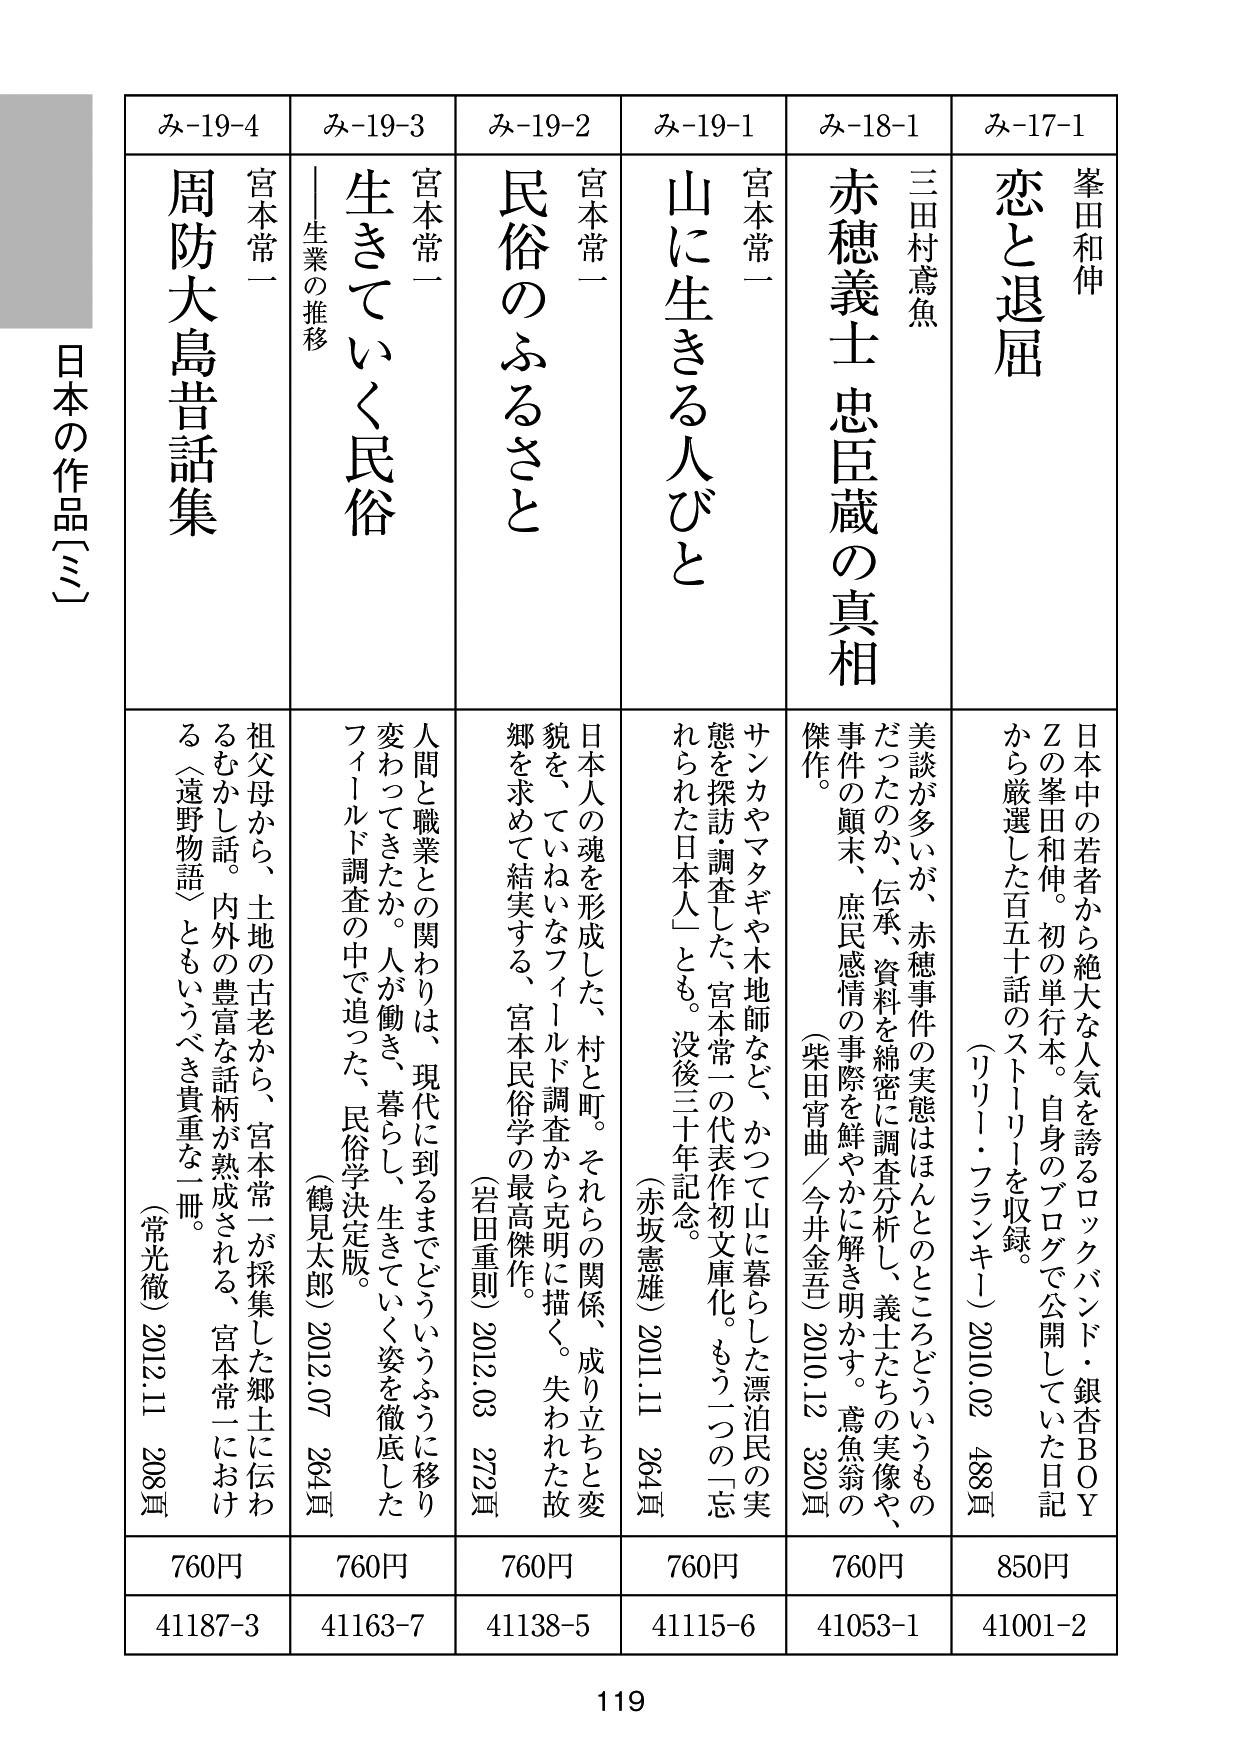 み-17-1
峯田和伸
恋と退屈
日本中の若者から絶大な人気を誇るロックバンド・銀杏BOY
Zの峯田和伸。初の単行本。自身のブログで公開していた日記
から厳選した百五十話のストーリーを収録。
（リリー・フランキー）2010.02 488頁
850円
41001-2
み-18-1
三田村鳶魚
赤穂義士 忠臣蔵の真相
美談が多いが、赤穂事件の実態はほんとのところどういうもの
だったのか、伝承、資料を綿密に調査分析し、義士たちの実像や、
事件の顛末、庶民感情の事際を鮮やかに解き明かす。鳶魚翁の
傑作。
（柴田宵曲／今井金吾）2010.12 320頁
760円
41053-1
み-19-1
宮本常一
山に生きる人びと
サンカやマタギや木地師など、かつて山に暮らした漂泊民の実
態を探訪・調査した、宮本常一の代表作初文庫化。もう一つの「忘
れられた日本人」とも。没後三十年記念。
（赤坂憲雄）2011.11 264頁
760円
41115-6
み-19-2
宮本常一
民俗のふるさと
日本人の魂を形成した、村と町。それらの関係、成り立ちと変
貌を、ていねいなフィールド調査から克明に描く。失われた故
郷を求めて結実する、宮本民俗学の最高傑作。
（岩田重則）2012.03 272頁
760円
41138-5
み-19-3
宮本常一
生きていく民俗
──生業の推移
人間と職業との関わりは、現代に到るまでどういうふうに移り
変わってきたか。人が働き、暮らし、生きていく姿を徹底した
フィールド調査の中で追った、民俗学決定版。
（鶴見太郎）2012.07 264頁
760円
41163-7
み-19-4
宮本常一
周防大島昔話集
祖父母から、土地の古老から、宮本常一が採集した郷土に伝わ
るむかし話。内外の豊富な話柄が熟成される、宮本常一におけ
る〈遠野物語〉ともいうべき貴重な一冊。
（常光徹）2012.11 208頁
760円
41187-3
日本の作品〔ミ〕
119